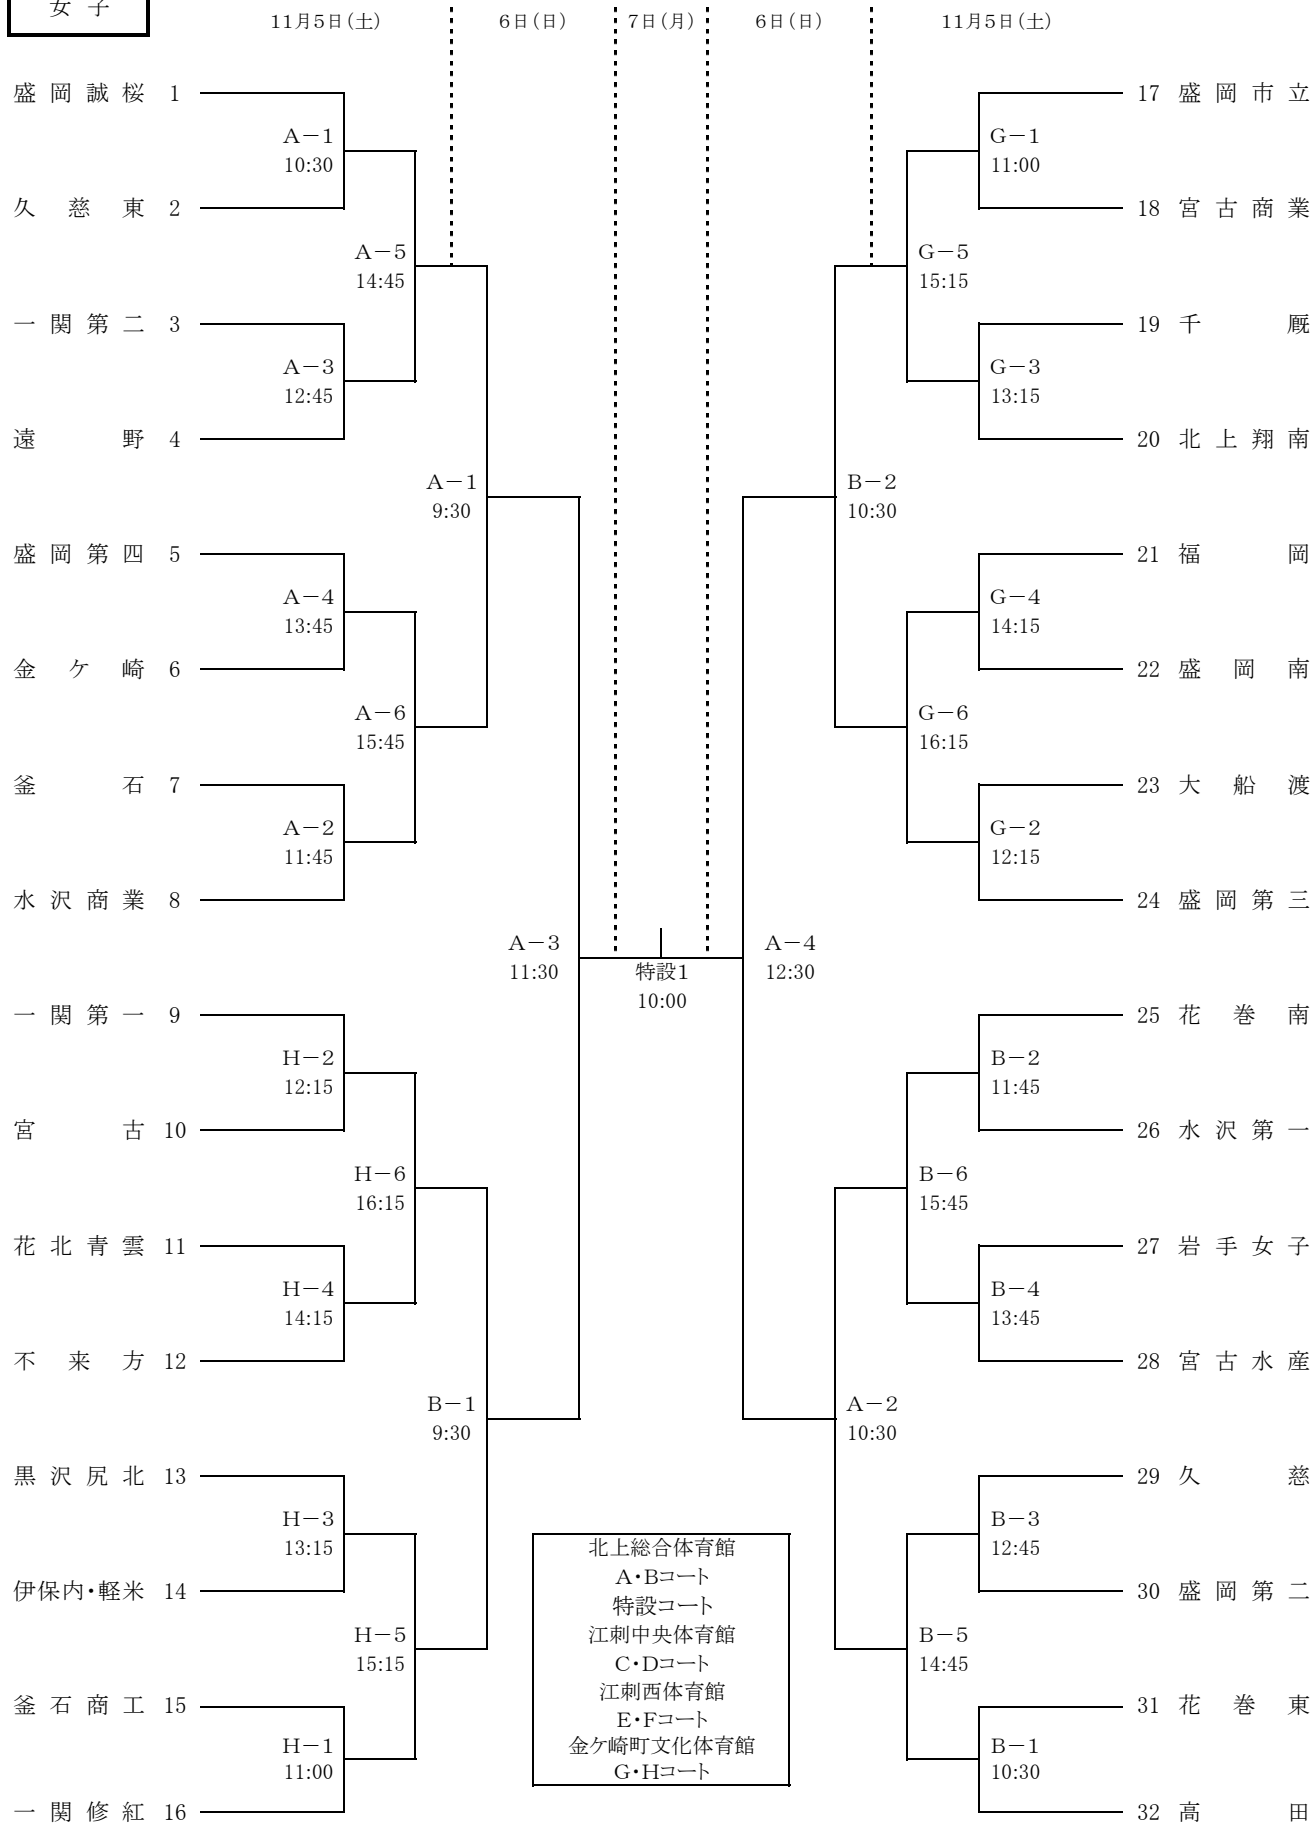 女子
11月5日(土) 6日(日) 7日(月) 6日(日) 11月5日(土)
盛岡誠桜 1
A－1
10:30
久慈東 2
A－5
14:45
一関第二 3
A－3
12:45
遠野 4
A－1
9:30
盛岡第四 5
A－4
13:45
金ケ崎 6
A－6
15:45
釜石 7
A－2
11:45
水沢商業 8
A－3
11:30
一関第一 9
H－2
12:15
宮古 10
H－6
16:15
花北青雲 11
H－4
14:15
不来方 12
B－1
9:30
黒沢尻北 13
H－3
13:15
伊保内・軽米 14
H－5
15:15
釜石商工 15
H－1
11:00
一関修紅 16
特設1
10:00
17 盛岡市立
G－1
11:00
18 宮古商業
G－5
15:15
19 千厩
G－3
13:15
20 北上翔南
B－2
10:30
21 福岡
G－4
14:15
22 盛岡南
G－6
16:15
23 大船渡
G－2
12:15
24 盛岡第三
A－4
12:30
25 花巻南
B－2
11:45
26 水沢第一
B－6
15:45
27 岩手女子
B－4
13:45
28 宮古水産
A－2
10:30
29 久慈
B－3
12:45
30 盛岡第二
B－5
14:45
31 花巻東
B－1
10:30
32 高田
北上総合体育館
A・Bコート
特設コート
江刺中央体育館
C・Dコート
江刺西体育館
E・Fコート
金ケ崎町文化体育館
G・Hコート